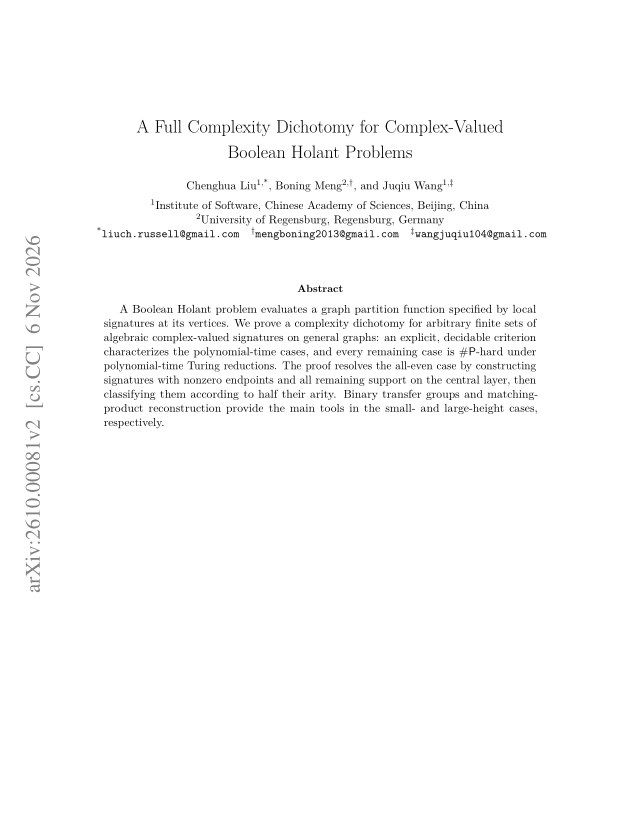 A Full Complexity Dichotomy for Complex-Valued
Boolean Holant Problems
Chenghua Liu1,*, Boning Meng2,†, and Juqiu Wang1,‡
1Institute of Software, Chinese Academy of Sciences, Beijing, China
2University of Regensburg, Regensburg, Germany
*liuch.russell@gmail.com †mengboning2013@gmail.com ‡wangjuqiu104@gmail.com
Abstract
A Boolean Holant problem evaluates a graph partition function specified by local
signatures at its vertices. We prove a complexity dichotomy for arbitrary finite sets of
algebraic complex-valued signatures on general graphs: an explicit, decidable criterion
characterizes the polynomial-time cases, and every remaining case is #P-hard under
polynomial-time Turing reductions. The proof resolves the all-even case by constructing
signatures with nonzero endpoints and all remaining support on the central layer, then
classifying them according to half their arity. Binary transfer groups and matching-
product reconstruction provide the main tools in the small- and large-height cases,
respectively.
arXiv:2610.00081v2 [cs.CC] 6 Nov 2026